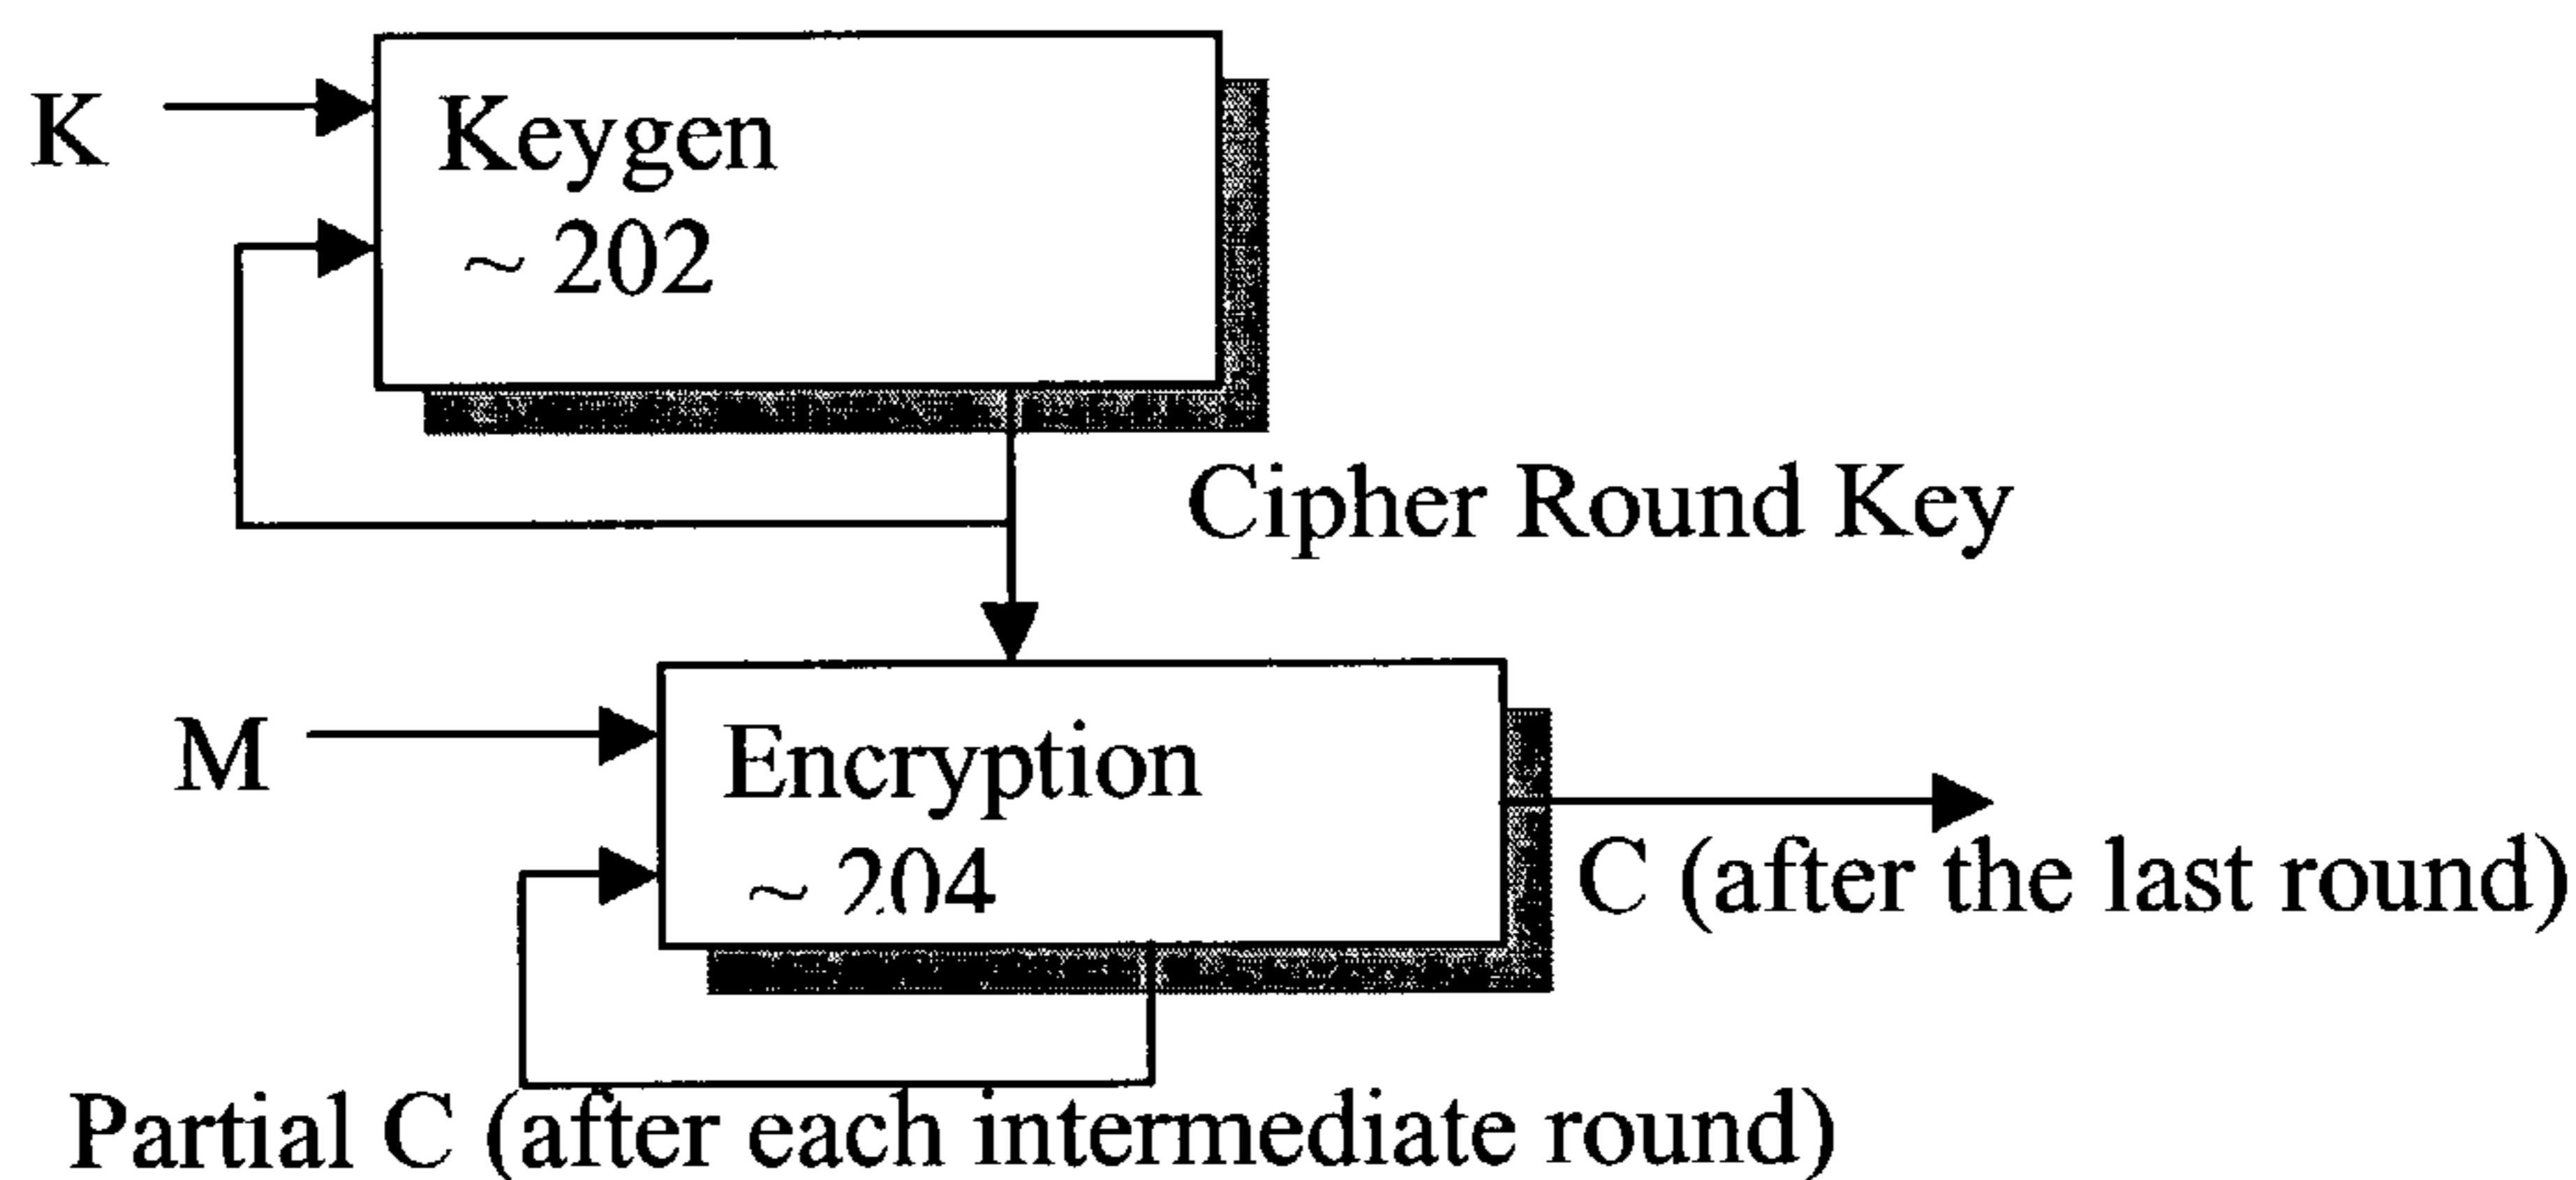 K
Keygen
~ 202
Cipher Round Key
M
Encryption
~ 204
C (after the last round)
Partial C (after each intermediate round)